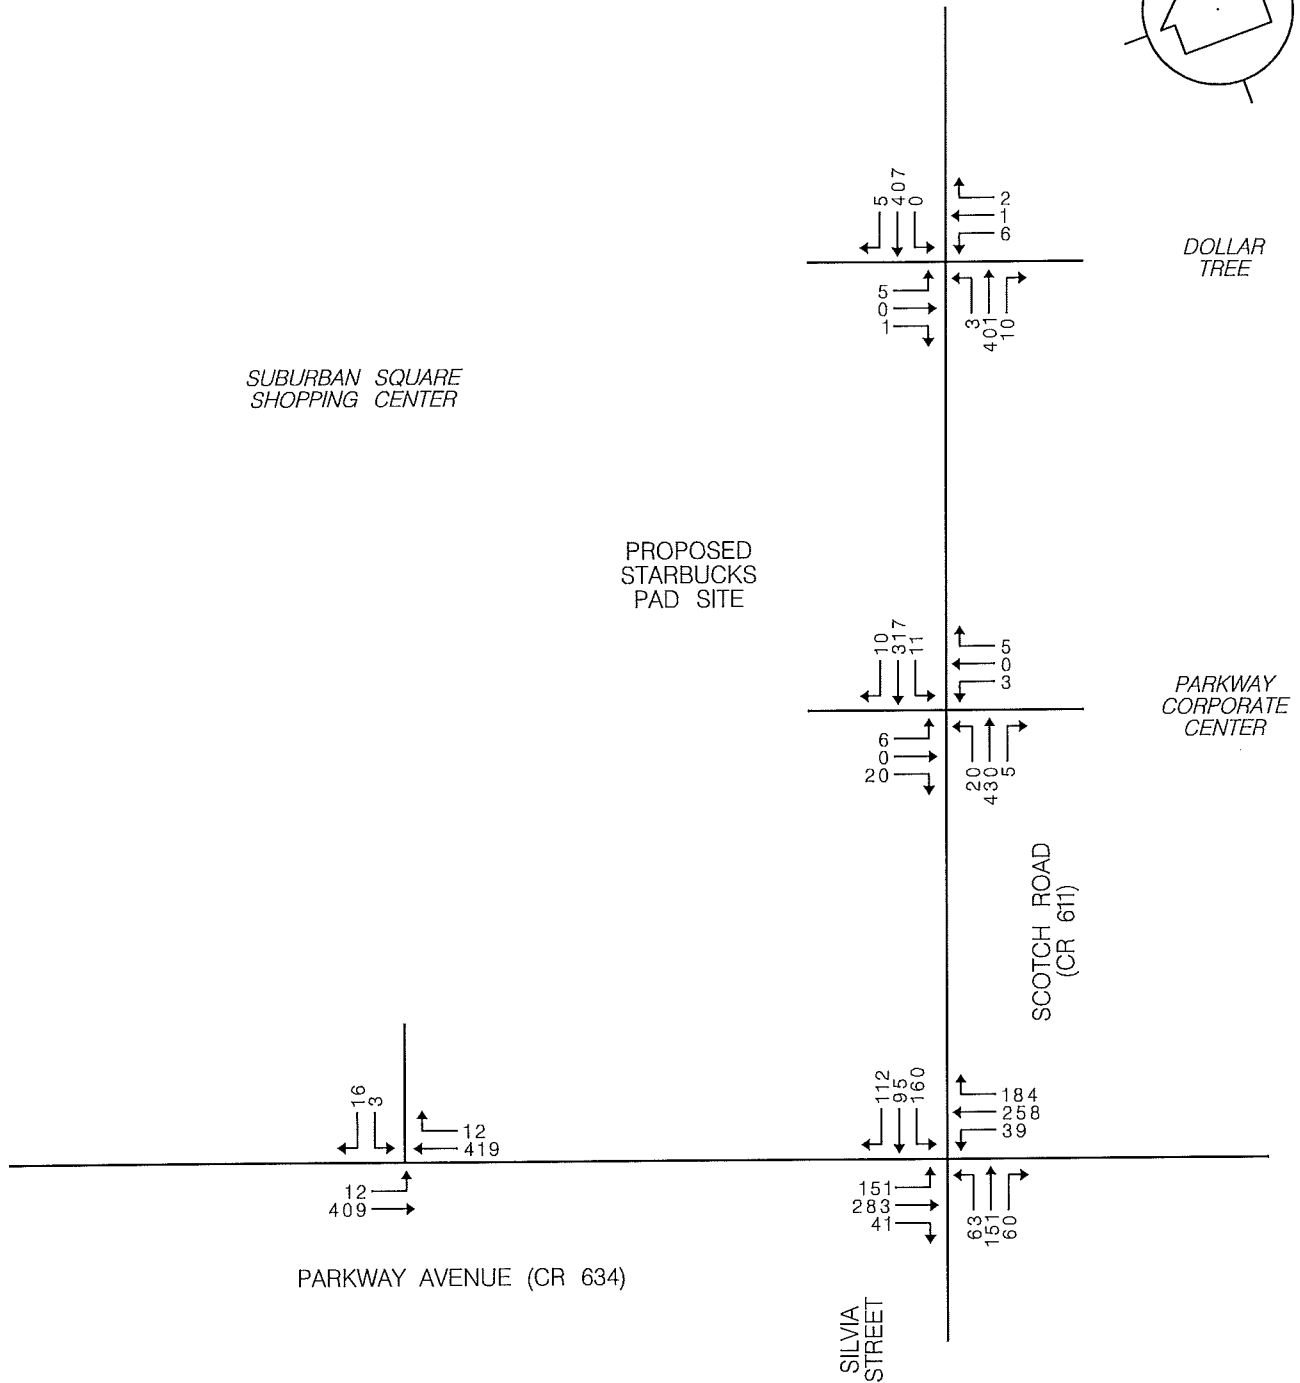 5
407
0
2
1
6
DOLLAR
TREE
5
0
1
3
401
10
SUBURBAN SQUARE
SHOPPING CENTER
PROPOSED
STARBUCKS
PAD SITE
10
317
11
5
0
3
PARKWAY
CORPORATE
CENTER
6
0
20
20
430
5
SCOTCH ROAD
(CR 611)
16
3
12
419
112
95
160
184
258
39
12
409
151
283
41
63
151
60
PARKWAY AVENUE (CR 634)
SILVIA
STREET